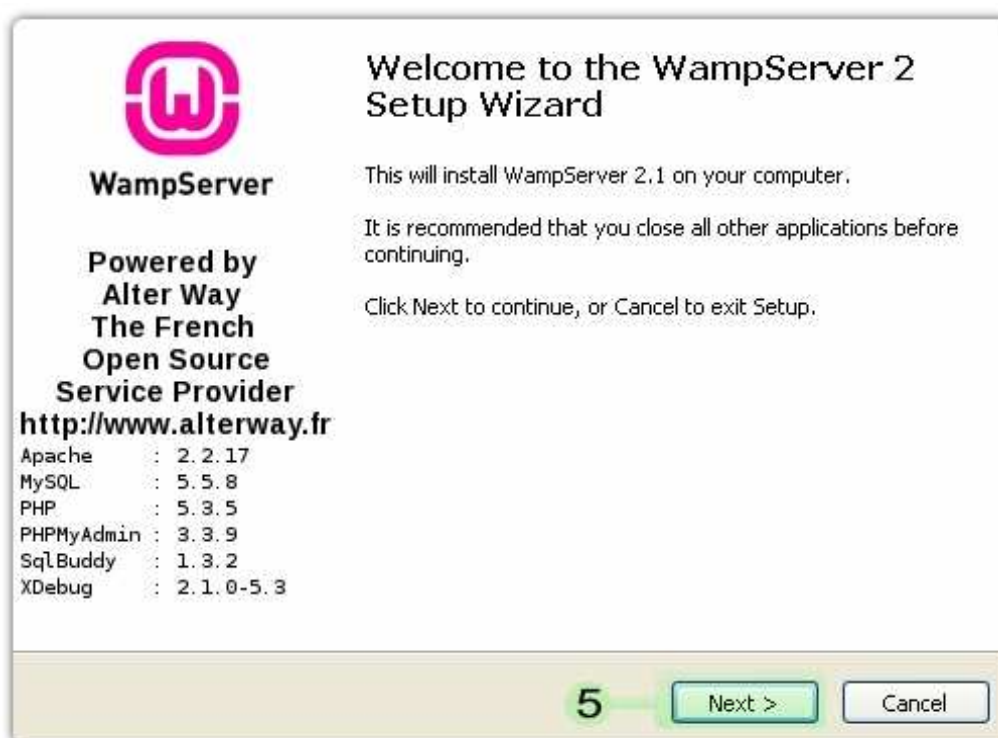 WampServer
Powered by
Alter Way
The French
Open Source
Service Provider
http://www.alterway.fr
Apache : 2.2.17
MySQL : 5.5.8
PHP : 5.3.5
PHPMyAdmin : 3.3.9
SqlBuddy : 1.3.2
XDebug : 2.1.0-5.3
Welcome to the WampServer 2
Setup Wizard
This will install WampServer 2.1 on your computer.
It is recommended that you close all other applications before
continuing.
Click Next to continue, or Cancel to exit Setup.
5
Next >
Cancel